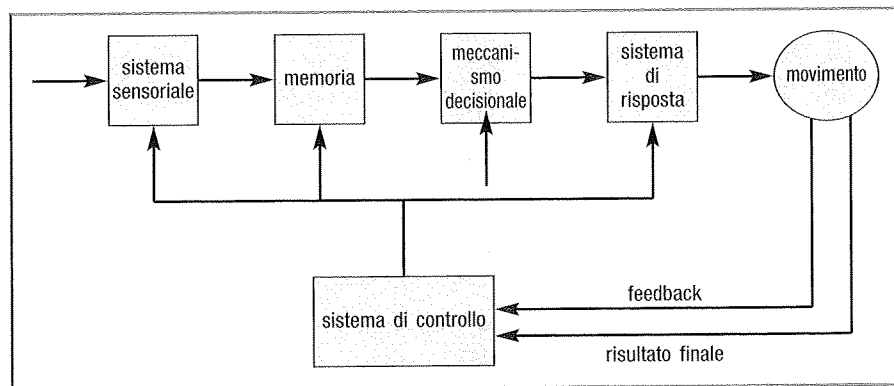 sistema
sensoriale
memoria
meccani-
smo
decisionale
sistema
di
risposta
movimento
sistema di controllo
feedback
risultato finale